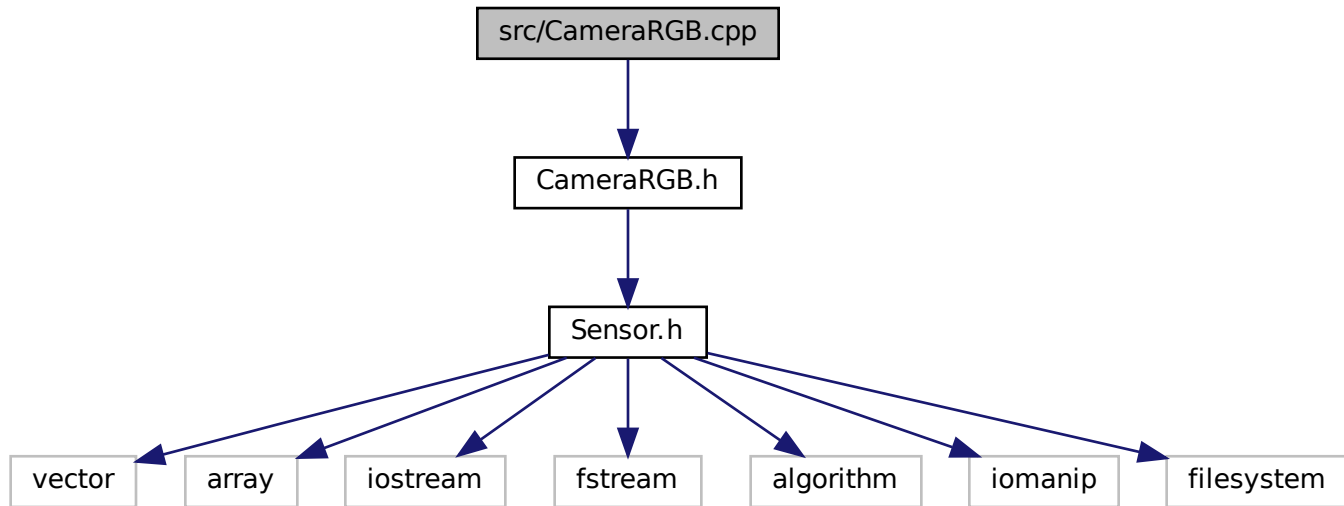 src/CameraRGB.cpp
CameraRGB.h
Sensor.h
vector
array
iostream
fstream
algorithm
iomanip
filesystem